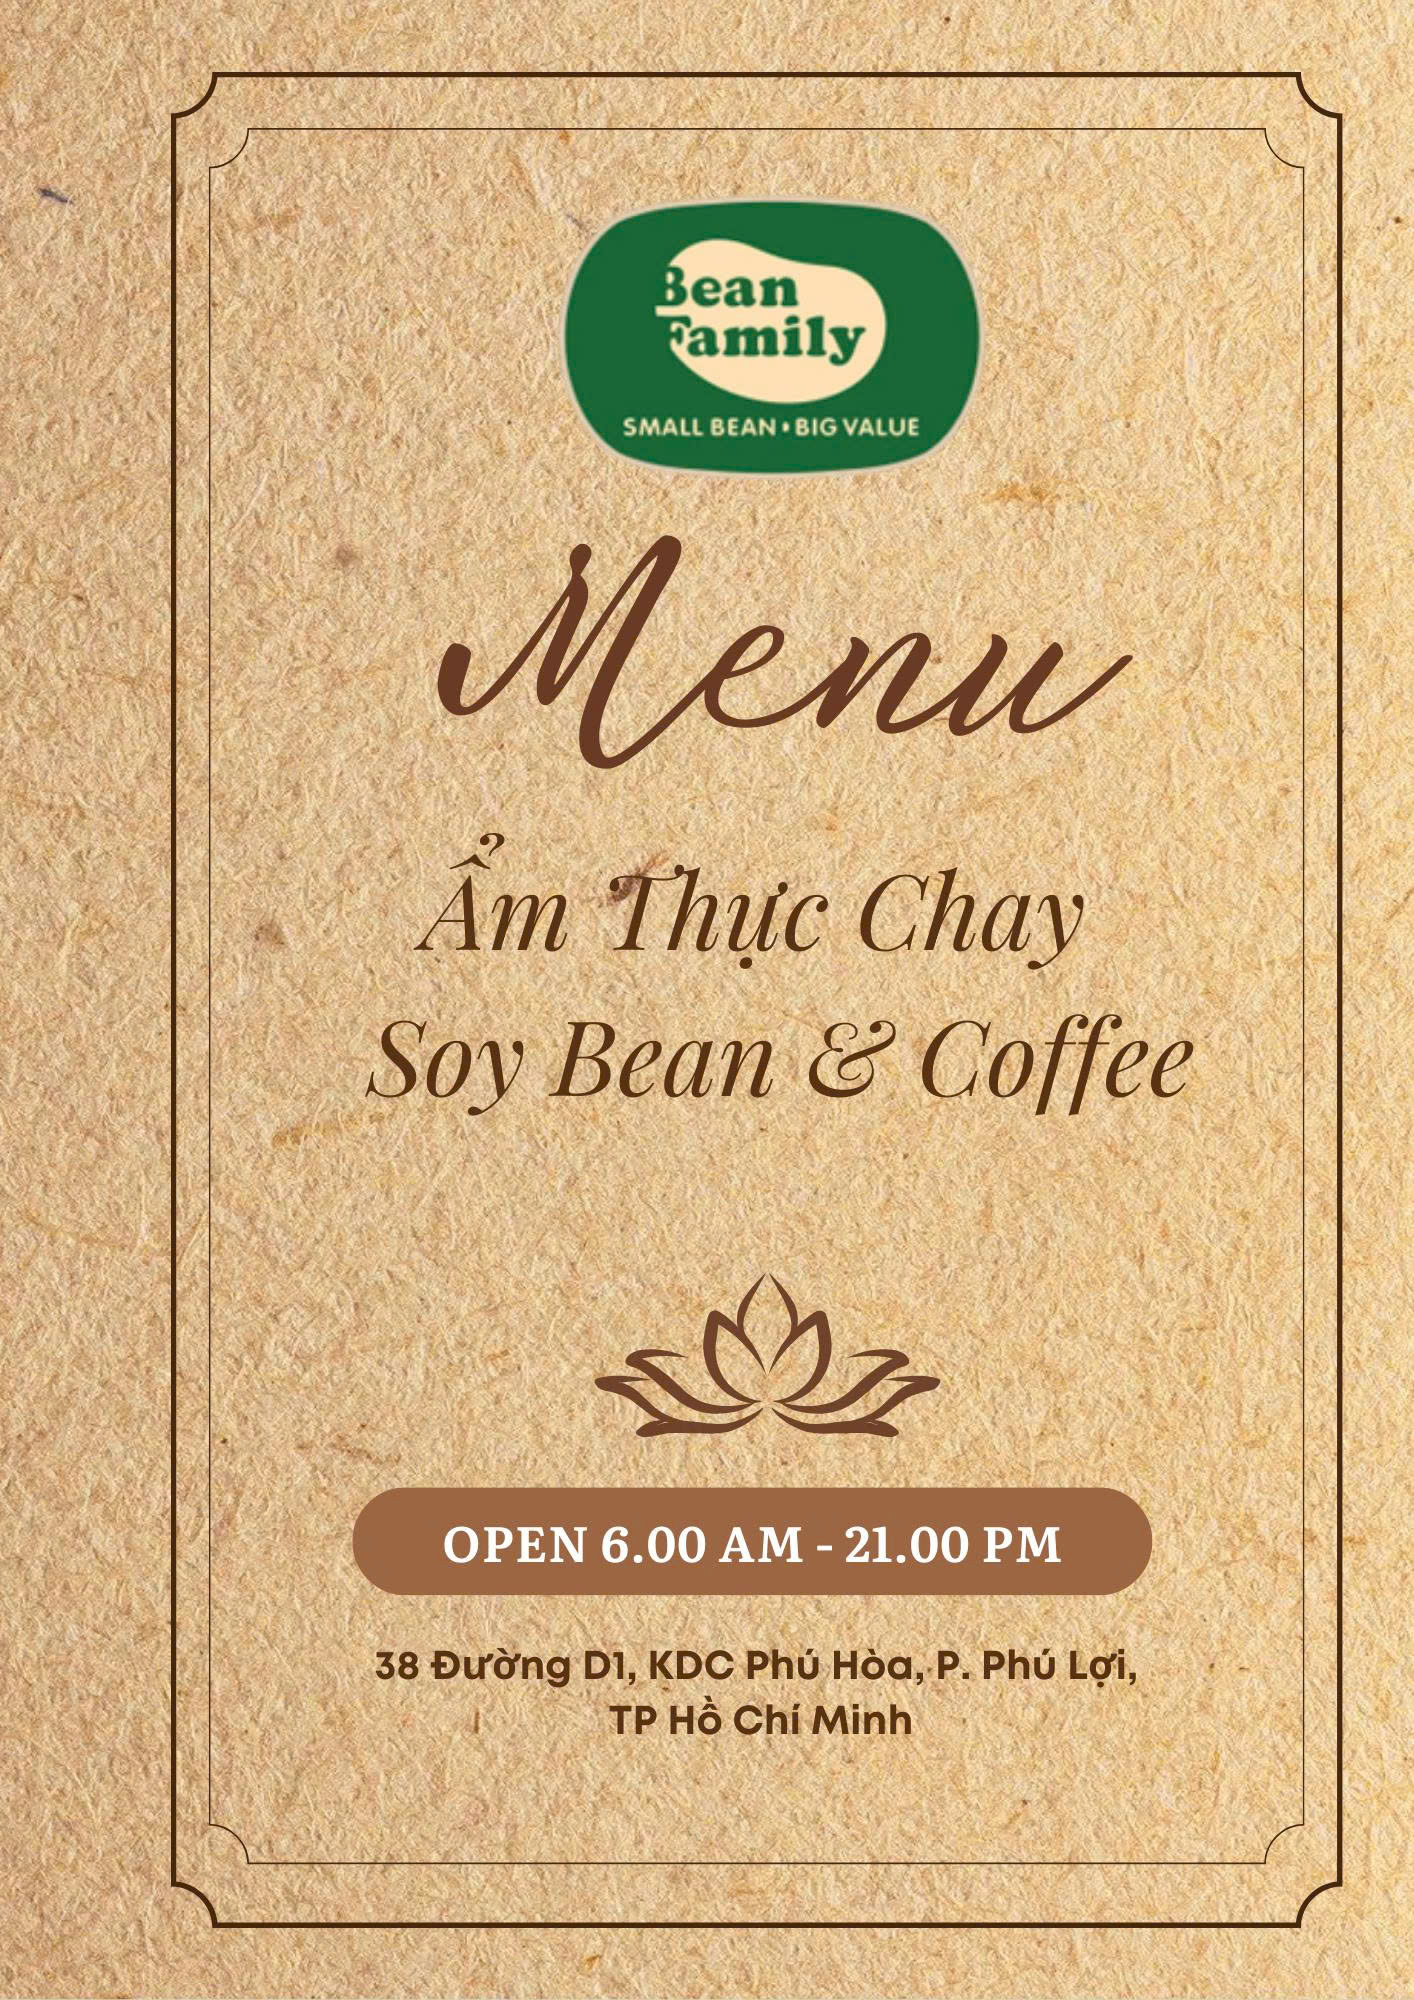 Bean
Family
SMALL BEAN • BIG VALUE
Menu
Ẩm Thực Chay
Soy Bean & Coffee
OPEN 6.00 AM - 21.00 PM
38 Đường D1, KDC Phú Hòa, P. Phú Lợi,
TP Hồ Chí Minh